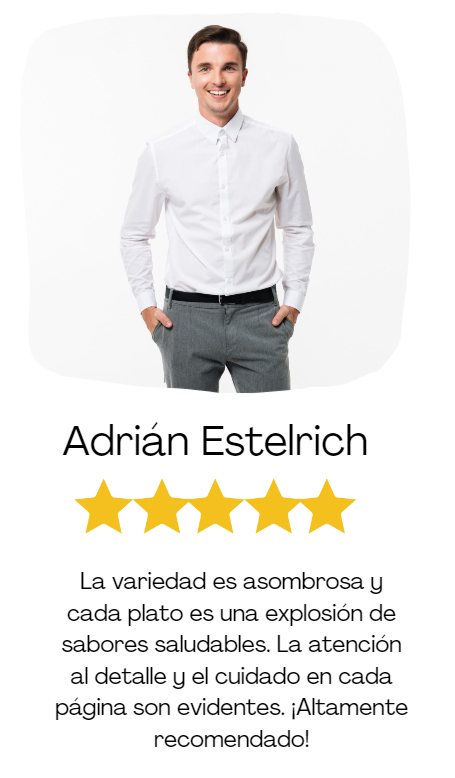 Adrián Estelrich
La variedad es asombrosa y
cada plato es una explosión de
sabores saludables. La atención
al detalle y el cuidado en cada
página son evidentes. ¡Altamente
recomendado!